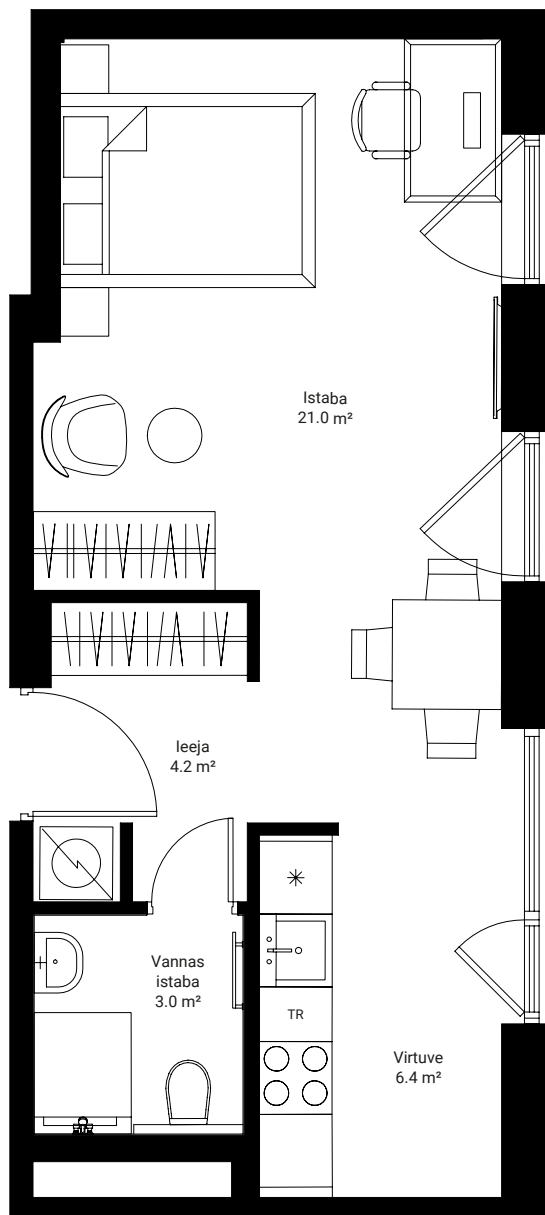 Istaba
21.0 m²
Ieeja
4.2 m²
Vannas
istaba
3.0 m²
TR
Virtuve
6.4 m²